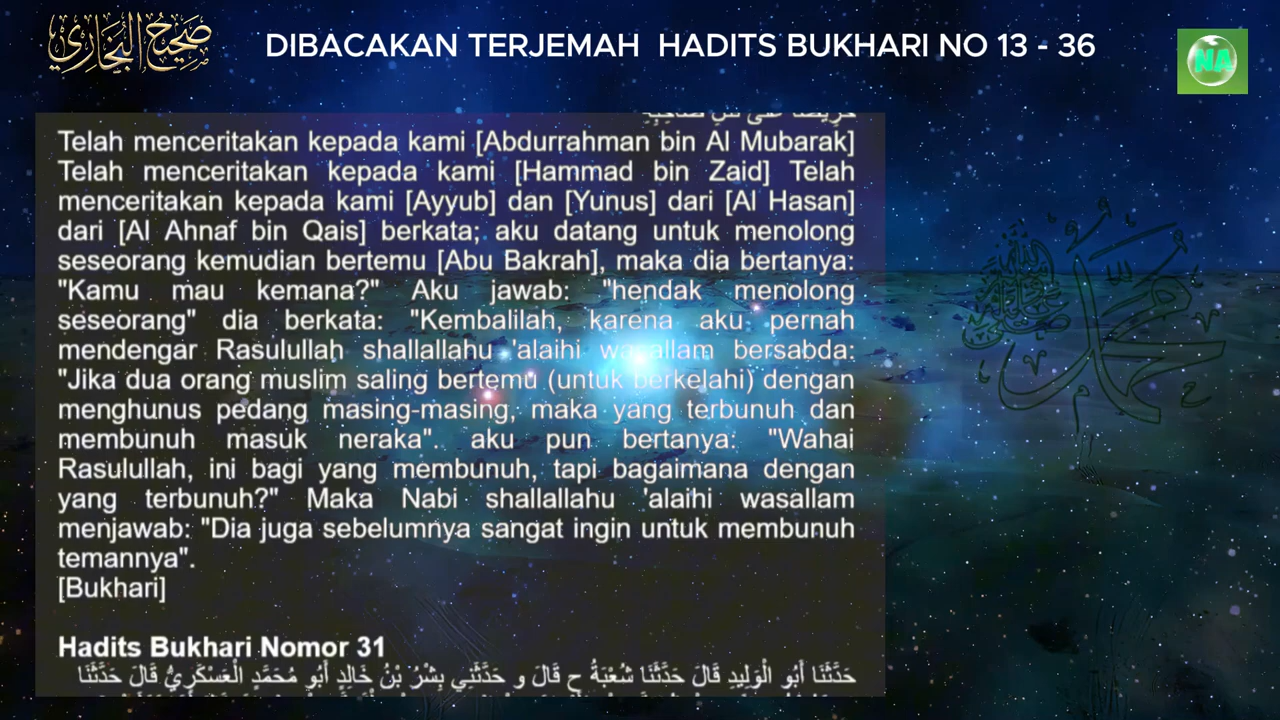 صحيح البخاري
DIBACAKAN TERJEMAH HADITS BUKHARI NO 13 - 36
NA
Telah menceritakan kepada kami [Abdurrahman bin Al Mubarak]
Telah menceritakan kepada kami [Hammad bin Zaid] Telah
menceritakan kepada kami [Ayyub] dan [Yunus] dari [Al Hasan]
dari [Al Ahnaf bin Qais] berkata; aku datang untuk menolong
seseorang kemudian bertemu [Abu Bakrah], maka dia bertanya:
"Kamu mau kemana?" Aku jawab: "hendak menolong
seseorang" dia berkata: "Kembalilah, karena aku pernah
mendengar Rasulullah shallallahu 'alaihi wasallam bersabda:
"Jika dua orang muslim saling bertemu (untuk berkelahi) dengan
menghunus pedang masing-masing, maka yang terbunuh dan
membunuh masuk neraka". aku pun bertanya: "Wahai
Rasulullah, ini bagi yang membunuh, tapi bagaimana dengan
yang terbunuh?" Maka Nabi shallallahu 'alaihi wasallam
menjawab: "Dia juga sebelumnya sangat ingin untuk membunuh
temannya".
[Bukhari]
Hadits Bukhari Nomor 31
حَدَّثَنَا أَبُو الْوَلِيدِ قَالَ حَدَّثَنَا شُعْبَةُ ح قَالَ و حَدَّثَنِي بِشْرُ بْنُ خَالِدٍ أَبُو مُحَمَّدٍ الْعَسْكَرِيُّ قَالَ حَدَّثَنَا
محمد